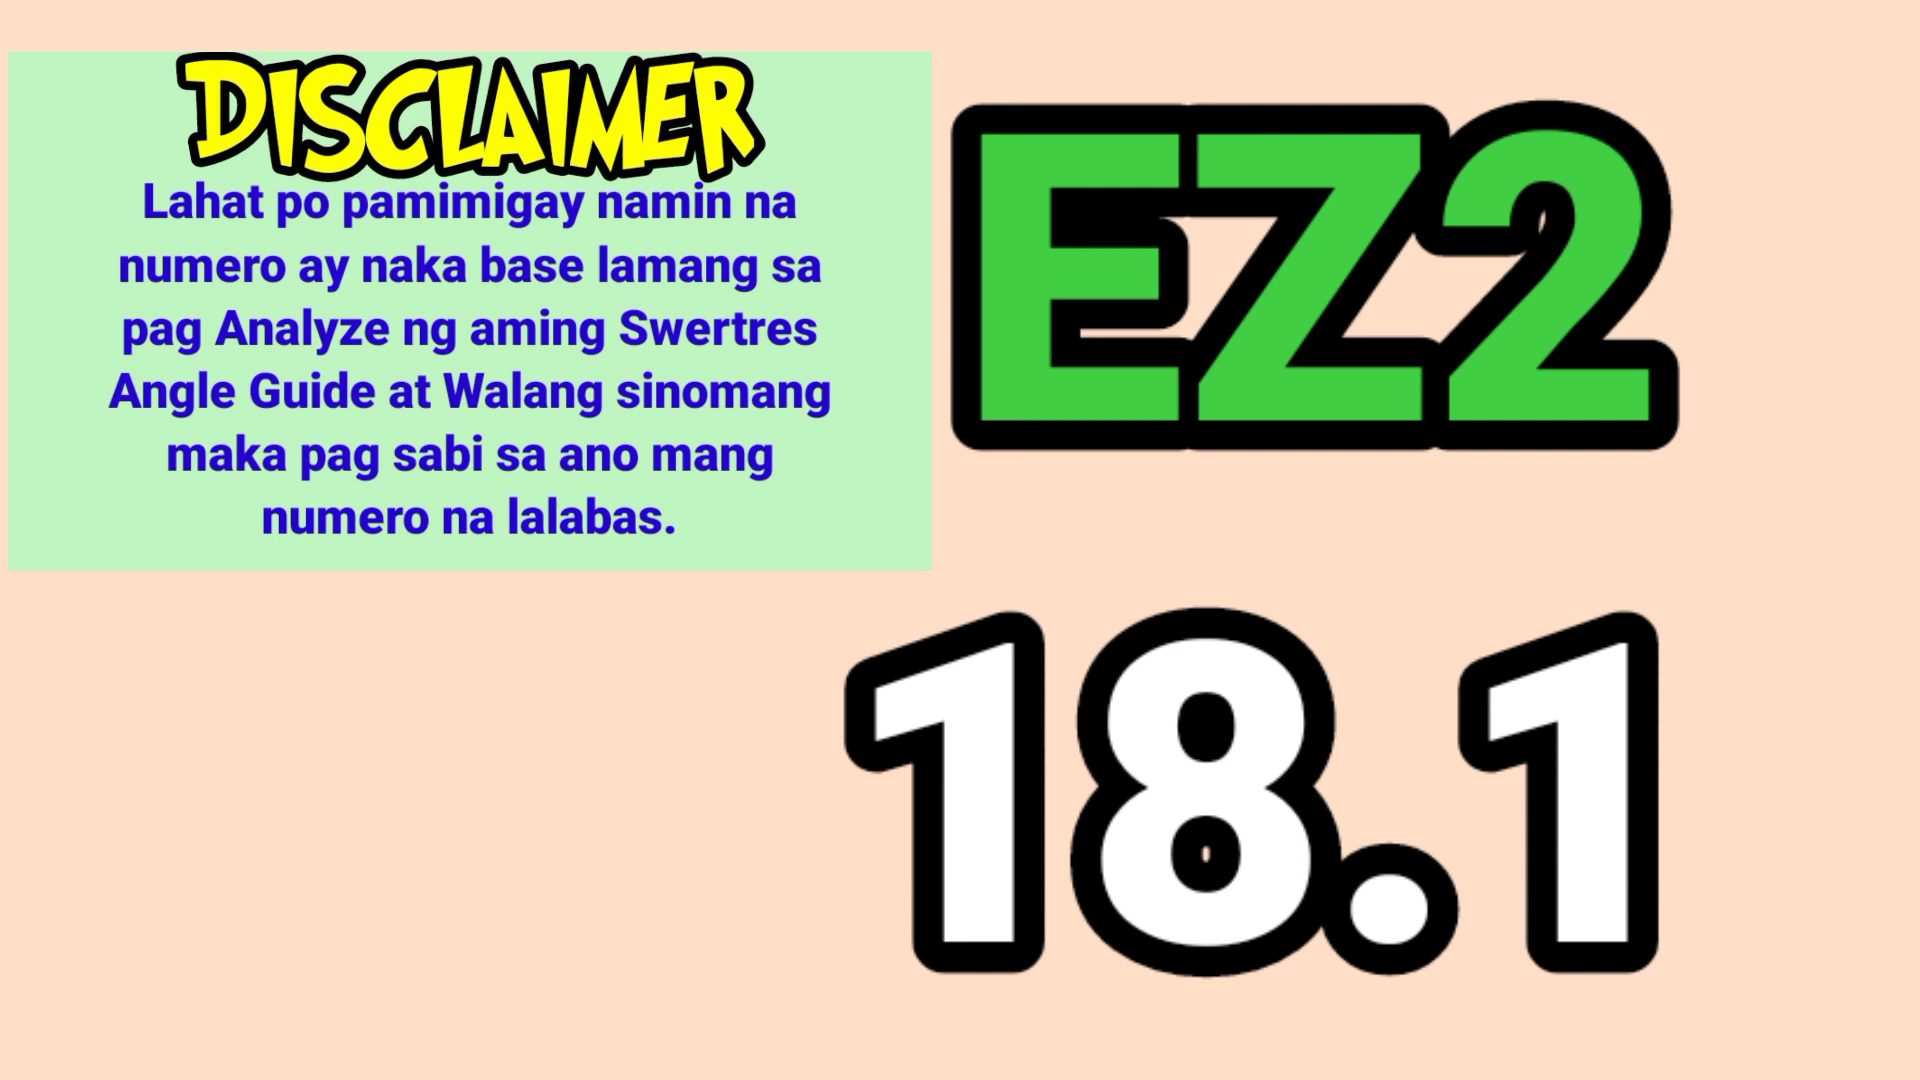 DISCLAIMER
Lahat po pamimigay namin na
numero ay naka base lamang sa
pag Analyze ng aming Swertres
Angle Guide at Walang sinomang
maka pag sabi sa ano mang
numero na lalabas.
EZ2
18.1